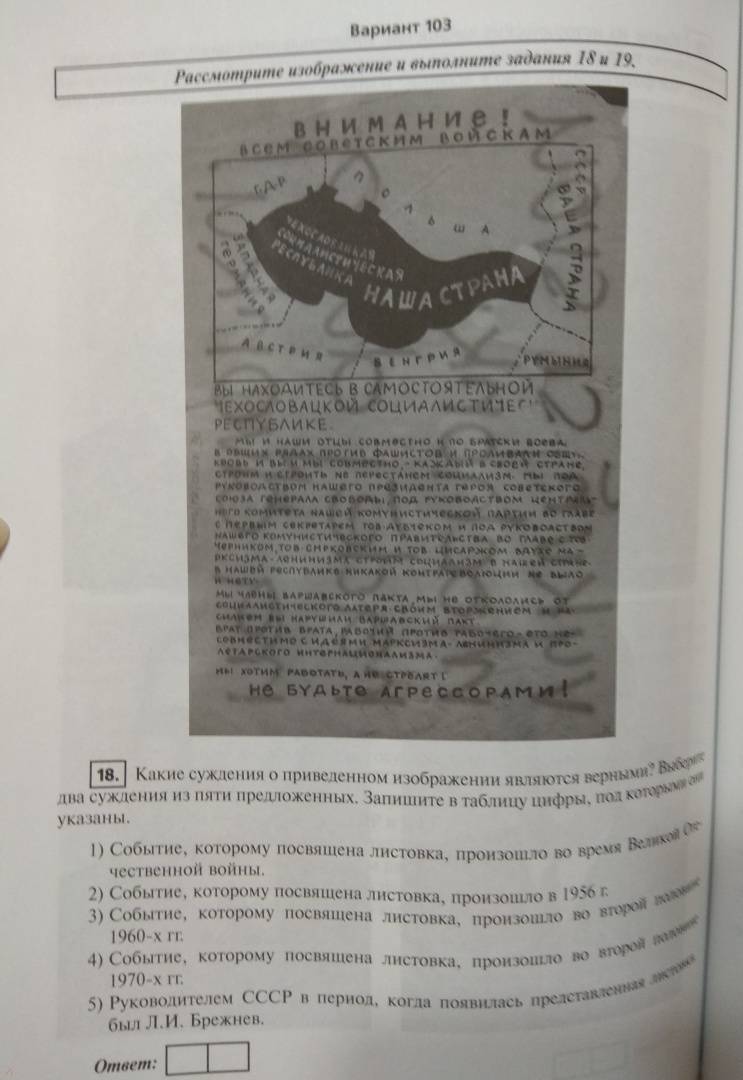 Вариант 103
Рассмотрите изображение и выполните задания 18 и 19.
ВНИМАНИЕ!
ВСЕМ СОВЕТСКИМ ВОЙСКАМ
ГДР
ПОЛЬША
СССР
ВАША СТРАНА
ЧЕХОСЛОВАЦКАЯ
СОЦИАЛИСТИЧЕСКАЯ
РЕСПУБЛИКА
НАША СТРАНА
ЗАПАДНАЯ
ГЕРМАНИЯ
АВСТРИЯ
ВЕНГРИЯ
РУМЫНИЯ
ВЫ НАХОДИТЕСЬ В САМОСТОЯТЕЛЬНОЙ
ЧЕХОСЛОВАЦКОЙ СОЦИАЛИСТИЧЕС
РЕСПУБЛИКЕ.
МЫ И НАШИ ОТЦЫ СОВМЕСТНО И ПО БРАТСКИ ВОЕВА
В ОБЩИХ РЯДАХ ПРОТИВ ФАШИСТОВ И ПРОЛИВАЛИ ОБЩУ
КРОВЬ И ВЫ И МЫ СОВМЕСТНО,- КАЖДЫЙ В СВОЕЙ СТРАНЕ,
СТРОИМ И СТРОИТЬ НЕ ПЕРЕСТАНЕМ СОЦИАЛИЗМ. МЫ ПОД
РУКОВОДСТВОМ НАШЕГО ПРЕЗИДЕНТА ГЕРОЯ СОВЕТСКОГО
СОЮЗА ГЕНЕРАЛА СВОБОДЫ, ПОД РУКОВОДСТВОМ ЦЕНТРАЛЬ-
НОГО КОМИТЕТА НАШЕЙ КОМУНИСТИЧЕСКОЙ ПАРТИИ ВО ГЛАВЕ
С ПЕРВЫМ СЕКРЕТАРЕМ ТОВ. ДУБЧЕКОМ И ПОД РУКОВОДСТВОМ
НАШЕГО КОМУНИСТИЧЕСКОГО ПРАВИТЕЛЬСТВА ВО ГЛАВЕ С ТОВ.
ЧЕРНИКОМ, ТОВ. СМРКОВСКИМ И ТОВ. ЦИСАРЖОМ В ДУХЕ МА-
РКСИЗМА-ЛЕНИНИЗМА СТРОИМ СОЦИАЛИЗМ В НАШЕЙ СТРАНЕ.
В НАШЕЙ РЕСПУБЛИКЕ НИКАКОЙ КОНТРАРЕВОЛЮЦИИ НЕ БЫЛО
И НЕТУ.
МЫ ЧЛЕНЫ ВАРШАВСКОГО ПАКТА, МЫ НЕ ОТКОЛОЛИСЬ ОТ
СОЦИАЛИСТИЧЕСКОГО ЛАГЕРЯ. СВОИМ ВТОРЖЕНИЕМ И НА-
СИЛИЕМ ВЫ НАРУШИЛИ ВАРШАВСКИЙ ПАКТ.
БРАТ ПРОТИВ БРАТА, РАБОЧИЙ ПРОТИВ РАБОЧЕГО - ЭТО НЕ-
СОВМЕСТИМО С ИДЕЯМИ МАРКСИЗМА-ЛЕНИНИЗМА И ПРО-
ЛЕТАРСКОГО ИНТЕРНАЦИОНАЛИЗМА.
МЫ ХОТИМ РАБОТАТЬ, А НЕ СТРЕЛЯТ!
НЕ БУДЬТЕ АГРЕССОРАМИ!
18. Какие суждения о приведенном изображении являются верными? Выберите
два суждения из пяти предложенных. Запишите в таблицу цифры, под которыми они
указаны.
1) Событие, которому посвящена листовка, произошло во время Великой От-
чественной войны.
2) Событие, которому посвящена листовка, произошло в 1956 г.
3) Событие, которому посвящена листовка, произошло во второй половине
1960-х гг.
4) Событие, которому посвящена листовка, произошло во второй половине
1970-х гг.
5) Руководителем СССР в период, когда появилась представленная листовка
был Л.И. Брежнев.
Ответ: